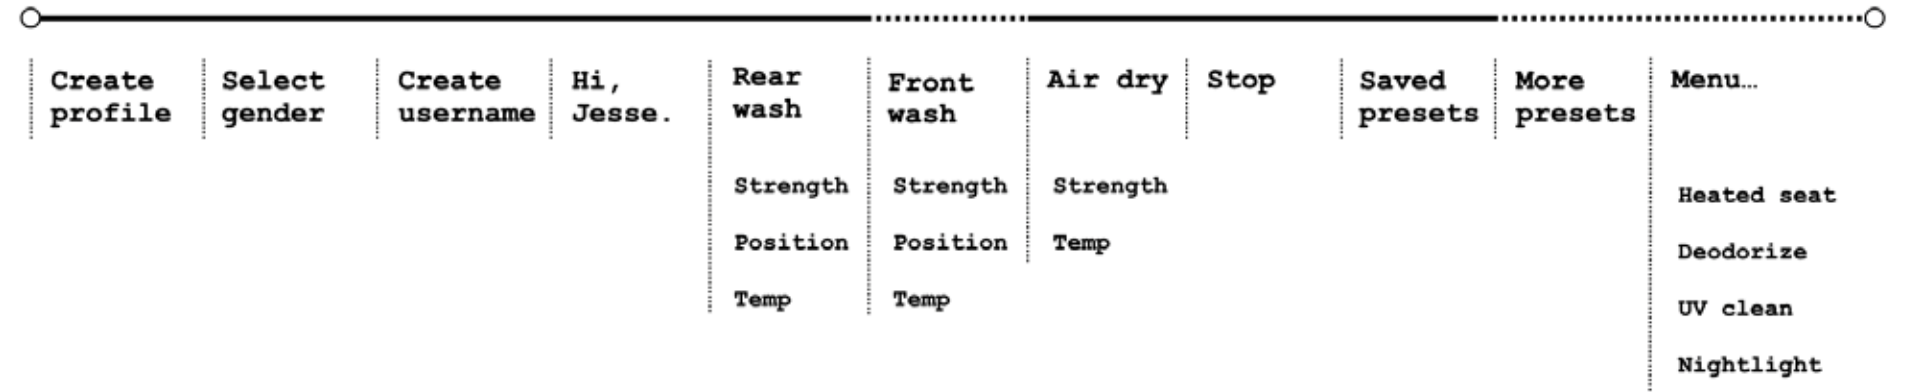 Create
profile
Select
gender
Create
username
Hi,
Jesse.
Rear
wash
Strength
Position
Temp
Front
wash
Strength
Position
Temp
Air dry
Strength
Temp
Stop
Saved
presets
More
presets
Menu…
Heated seat
Deodorize
UV clean
Nightlight